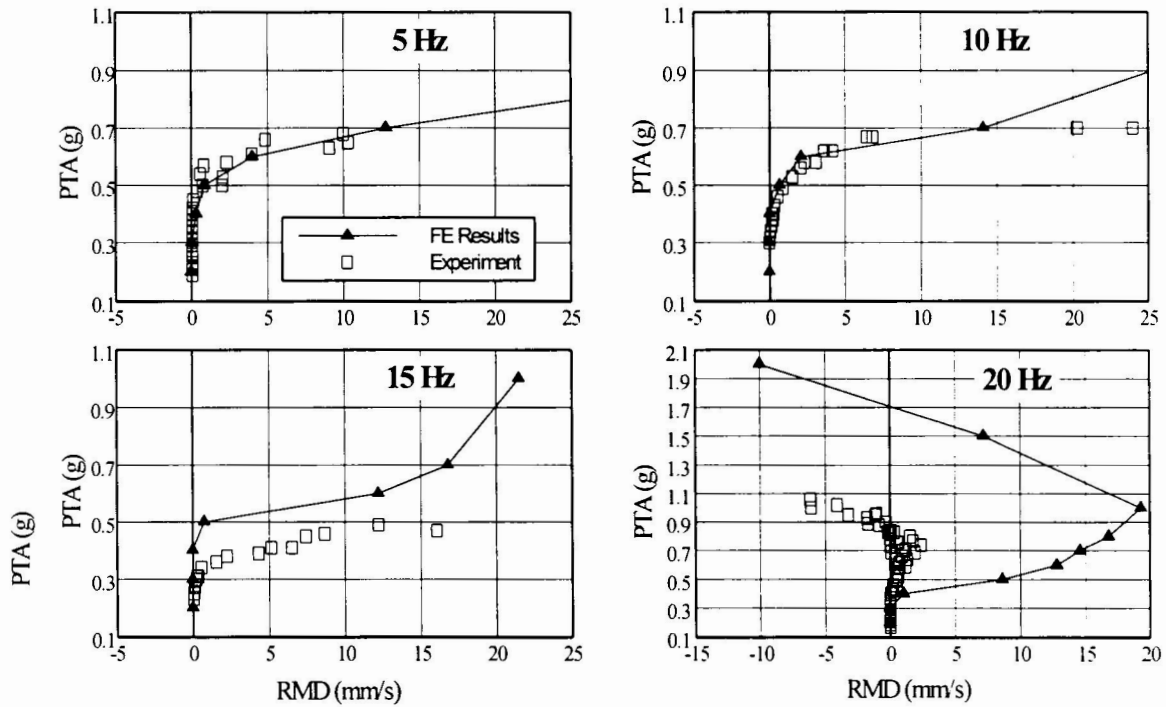 5 Hz
PTA (g)
1.1
0.9
0.7
0.5
0.3
0.1
-5 0 5 10 15 20 25
FE Results
Experiment
10 Hz
PTA (g)
1.1
0.9
0.7
0.5
0.3
0.1
-5 0 5 10 15 20 25
15 Hz
PTA (g)
PTA (g)
1.1
0.9
0.7
0.5
0.3
0.1
-5 0 5 10 15 20 25
RMD (mm/s)
20 Hz
PTA (g)
2.1
1.9
1.7
1.5
1.3
1.1
0.9
0.7
0.5
0.3
0.1
-15 -10 -5 0 5 10 15 20
RMD (mm/s)